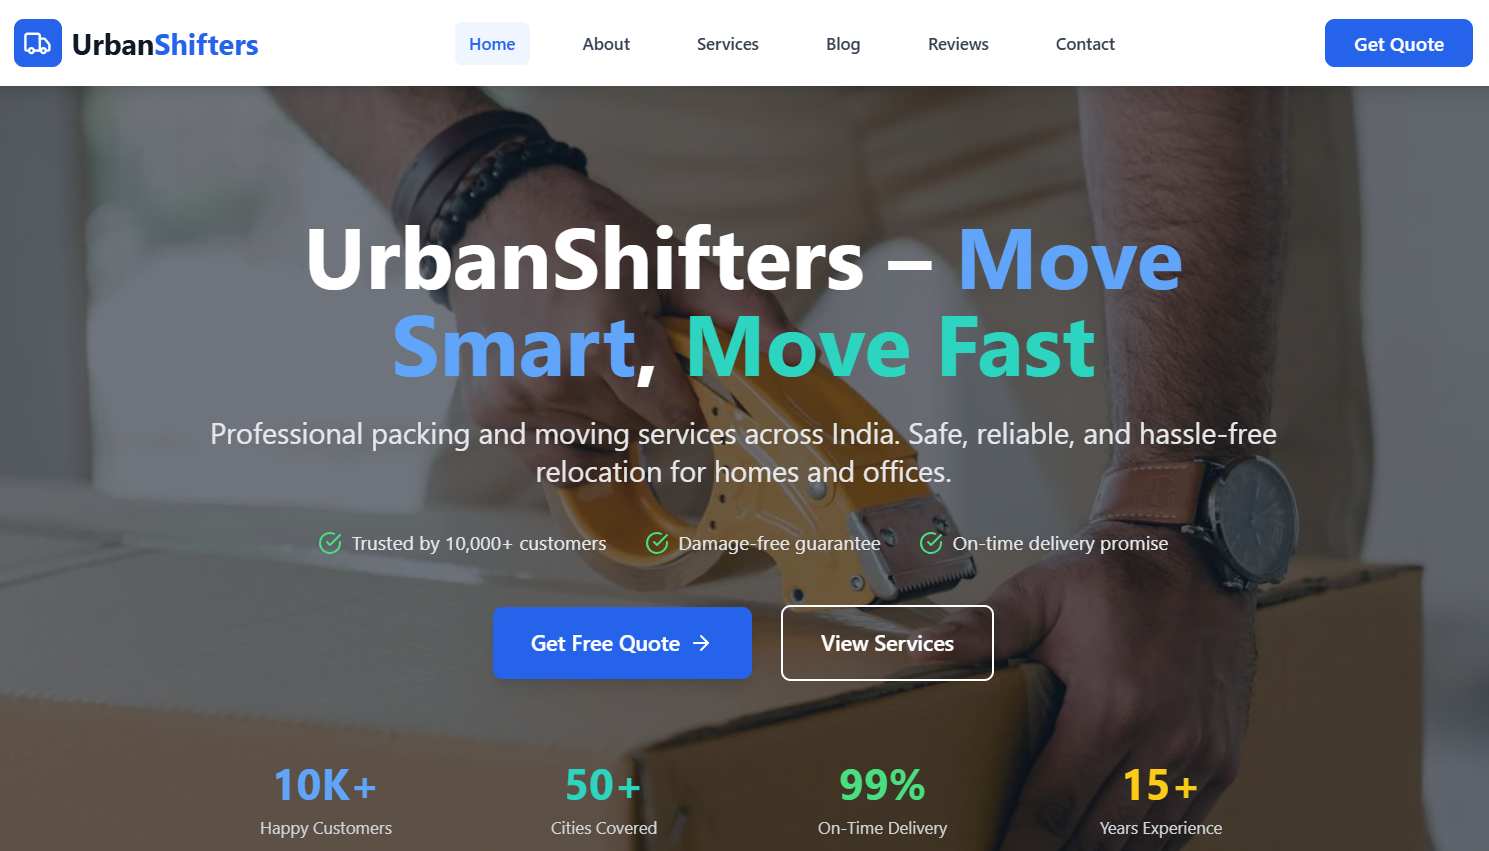 UrbanShifters
Home
About
Services
Blog
Reviews
Contact
Get Quote
UrbanShifters – Move
Smart, Move Fast
Professional packing and moving services across India. Safe, reliable, and hassle-free
relocation for homes and offices.
Trusted by 10,000+ customers
Damage-free guarantee
On-time delivery promise
Get Free Quote
View Services
10K+
Happy Customers
50+
Cities Covered
99%
On-Time Delivery
15+
Years Experience